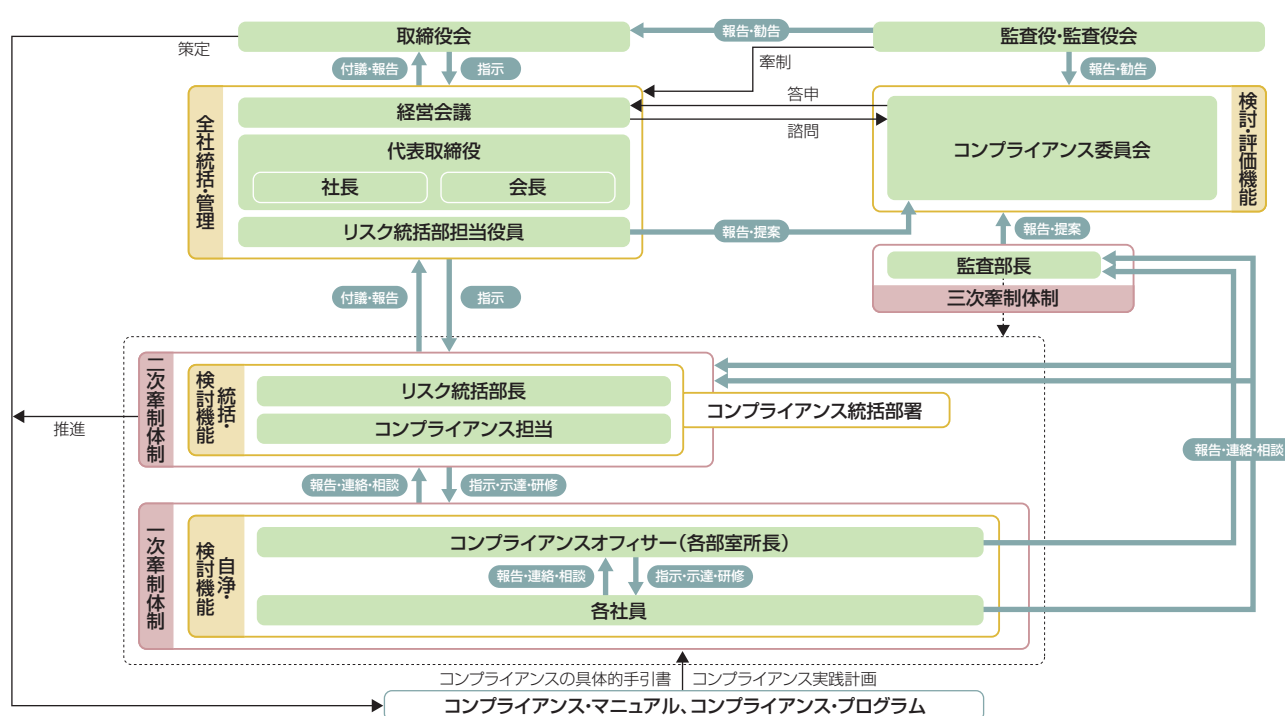 取締役会
報告・勧告
監査役・監査役会
策定
付議・報告
指示
牽制
報告・勧告
全社統括・管理
経営会議
答申
諮問
代表取締役
社長
会長
リスク統括部担当役員
報告・提案
コンプライアンス委員会
検討・評価機能
報告・提案
監査部長
三次牽制体制
付議・報告
指示
二次牽制体制
統括・
検討機能
リスク統括部長
コンプライアンス担当
コンプライアンス統括部署
推進
報告・連絡・相談
指示・示達・研修
報告・連絡・相談
一次牽制体制
自浄・
検討機能
コンプライアンスオフィサー(各部室所長)
報告・連絡・相談
指示・示達・研修
各社員
コンプライアンスの具体的手引書
コンプライアンス実践計画
コンプライアンス・マニュアル、コンプライアンス・プログラム